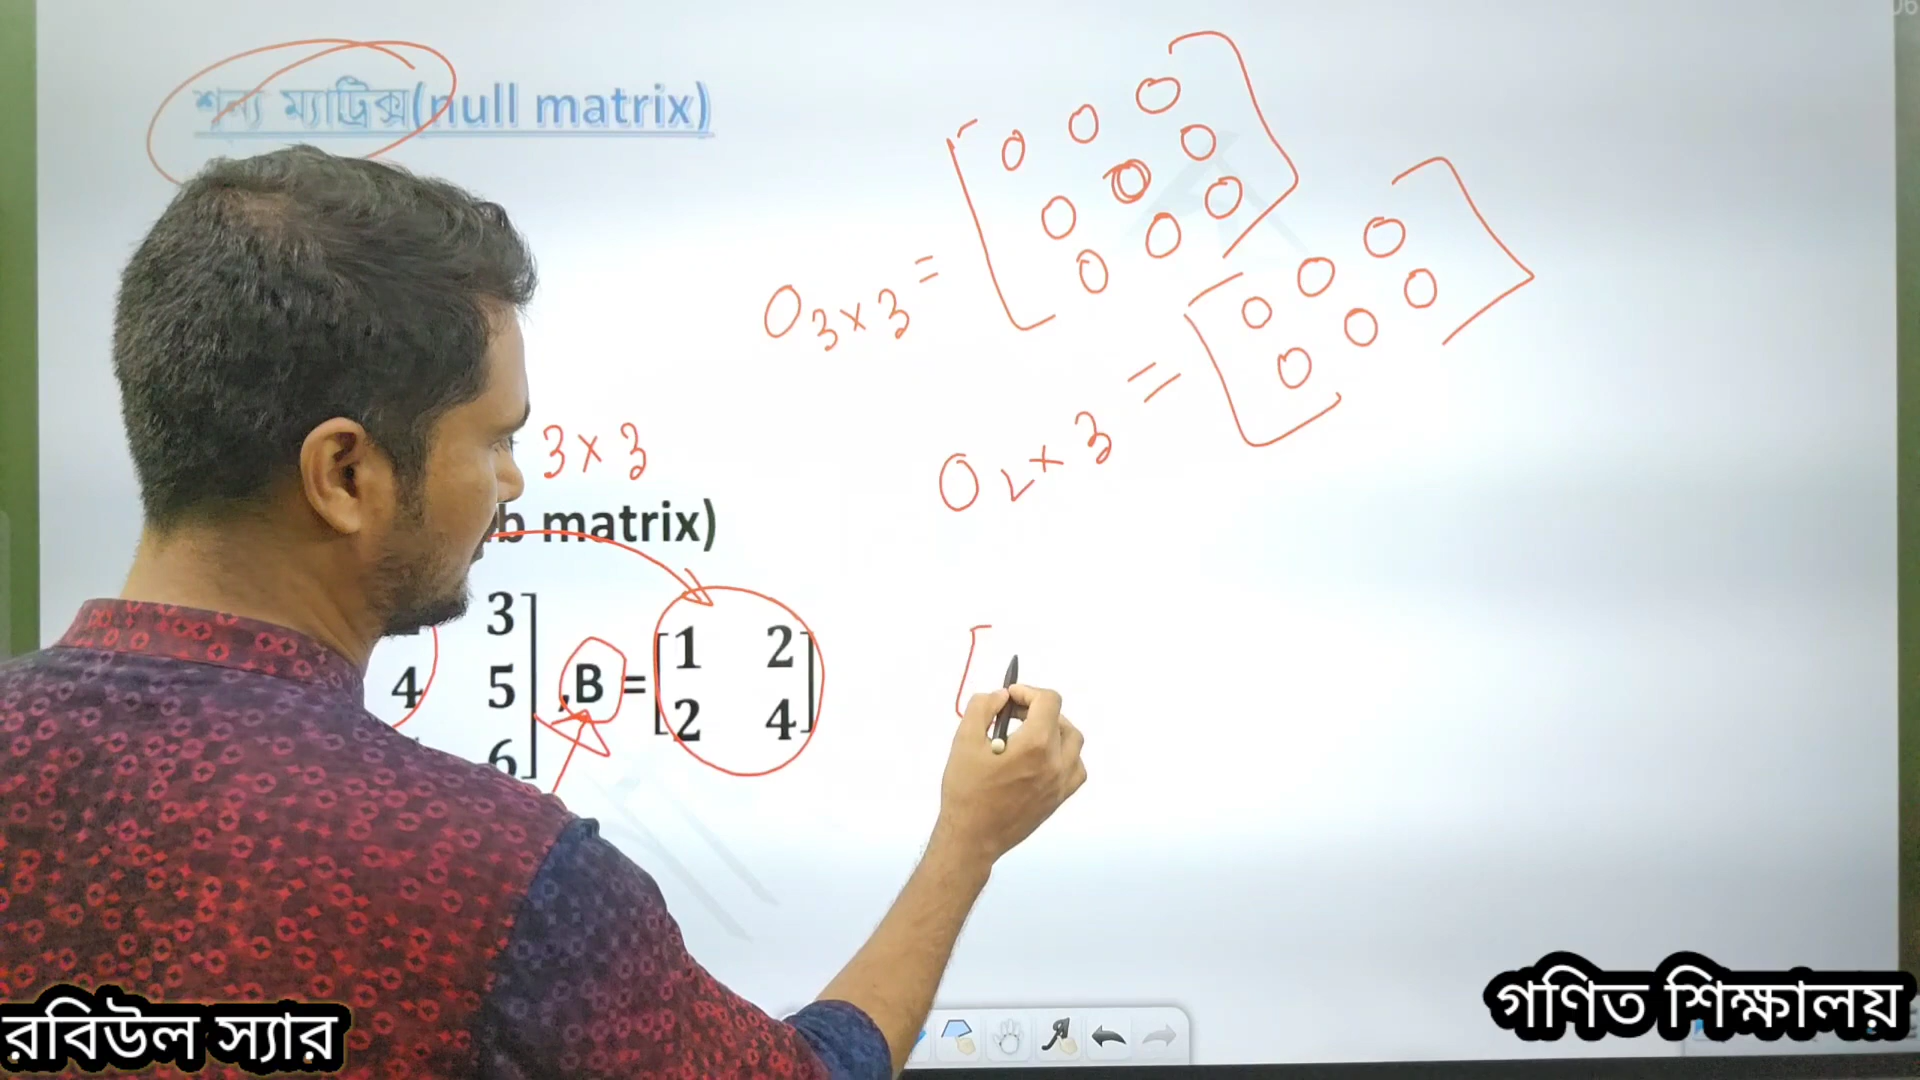 শূন্য ম্যাট্রিক্স(null matrix)
O3×3 = [0 0 0
0 0 0
0 0 0]
O2×3 = [0 0 0
0 0 0]
3×3
b matrix)
3
4 5
6
,B = [1 2
2 4]
রবিউল স্যার
গণিত শিক্ষালয়